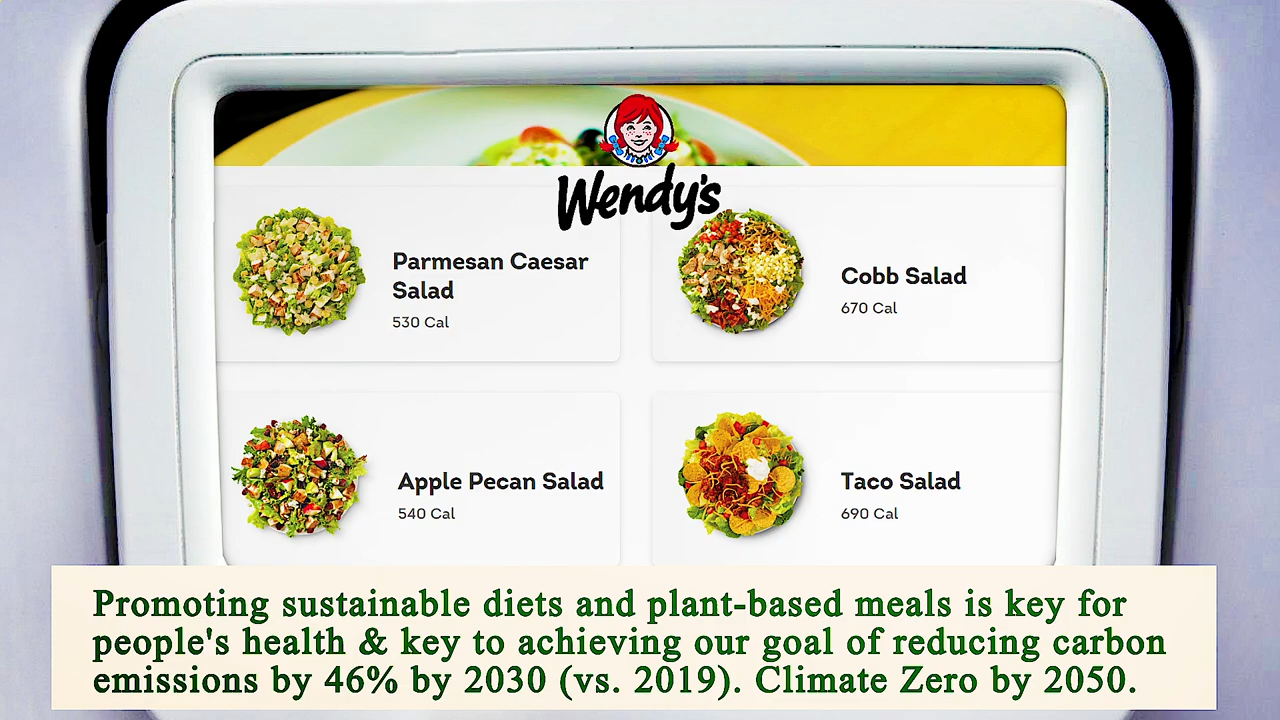 Wendy's
Parmesan Caesar
Salad
530 Cal
Cobb Salad
670 Cal
Apple Pecan Salad
540 Cal
Taco Salad
690 Cal
Promoting sustainable diets and plant-based meals is key for
people's health & key to achieving our goal of reducing carbon
emissions by 46% by 2030 (vs. 2019). Climate Zero by 2050.